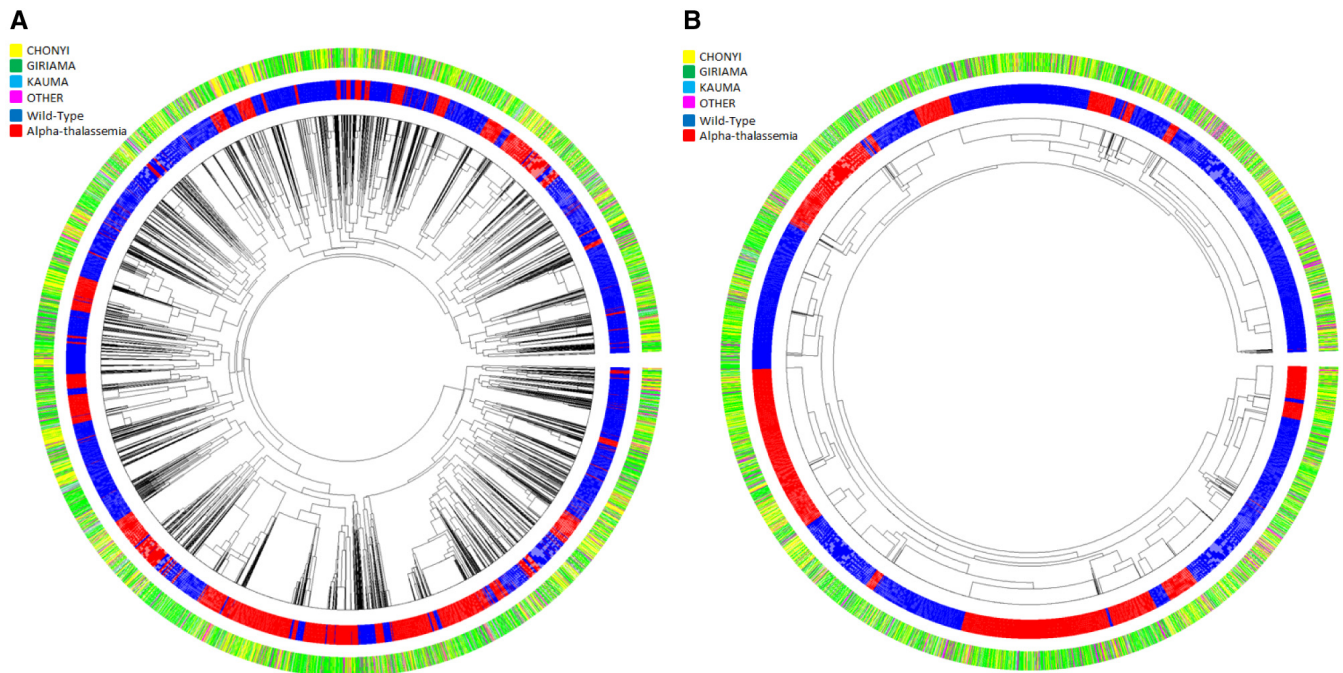 A
CHONYI
GIRIAMA
KAUMA
OTHER
Wild-Type
Alpha-thalassemia
B
CHONYI
GIRIAMA
KAUMA
OTHER
Wild-Type
Alpha-thalassemia